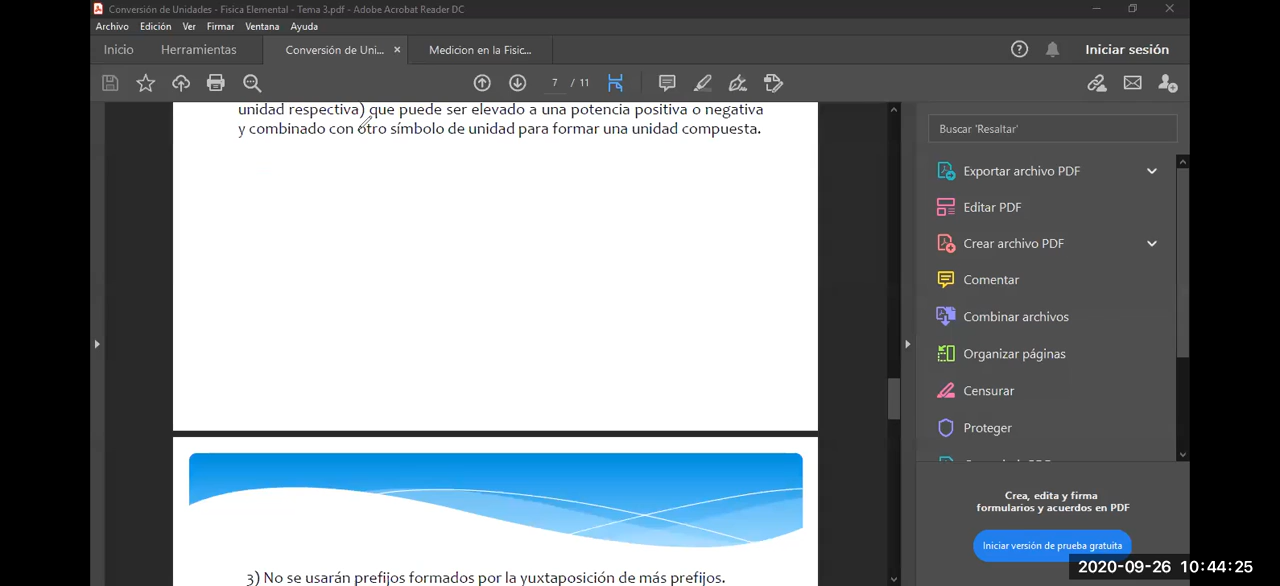 Conversión de Unidades - Fisica Elemental - Tema 3.pdf - Adobe Acrobat Reader DC
Archivo Edición Ver Firmar Ventana Ayuda
Inicio Herramientas Conversión de Uni... × Medicion en la Fisic... Iniciar sesión
7 / 11
unidad respectiva) que puede ser elevado a una potencia positiva o negativa
y combinado con otro símbolo de unidad para formar una unidad compuesta.
3) No se usarán prefijos formados por la yuxtaposición de más prefijos.
Buscar 'Resaltar'
Exportar archivo PDF
Editar PDF
Crear archivo PDF
Comentar
Combinar archivos
Organizar páginas
Censurar
Proteger
Crea, edita y firma
formularios y acuerdos en PDF
Iniciar versión de prueba gratuita
2020-09-26 10:44:25